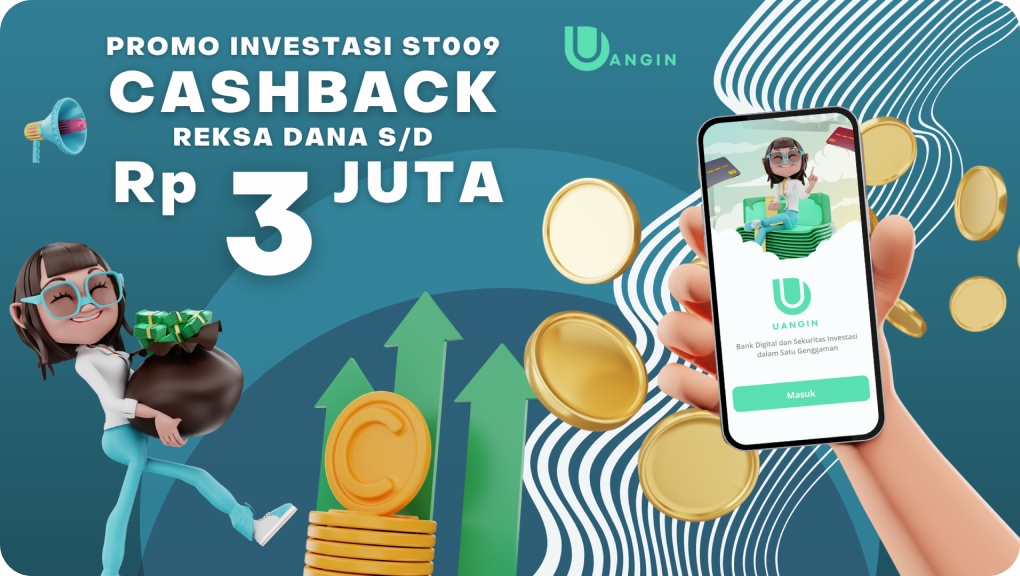 PROMO INVESTASI ST009
CASHBACK
REKSA DANA S/D
Rp 3 JUTA
UANGIN
UANGIN
Bank Digital dan Sekuritas Investasi
dalam Satu Genggaman
Masuk